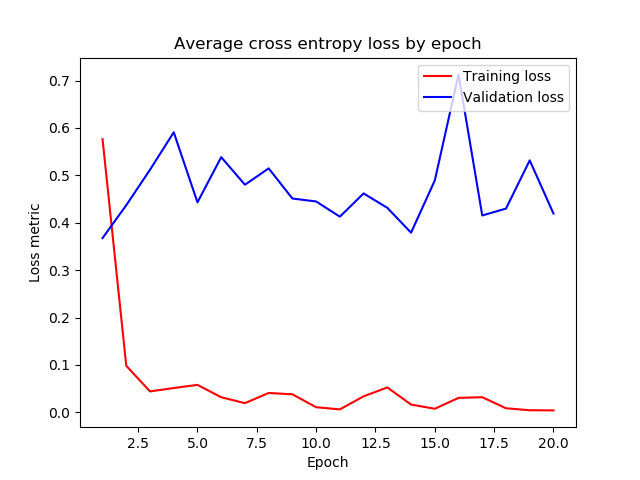 Average cross entropy loss by epoch
Training loss
Validation loss
Loss metric
0.7
0.6
0.5
0.4
0.3
0.2
0.1
0.0
2.5 5.0 7.5 10.0 12.5 15.0 17.5 20.0
Epoch